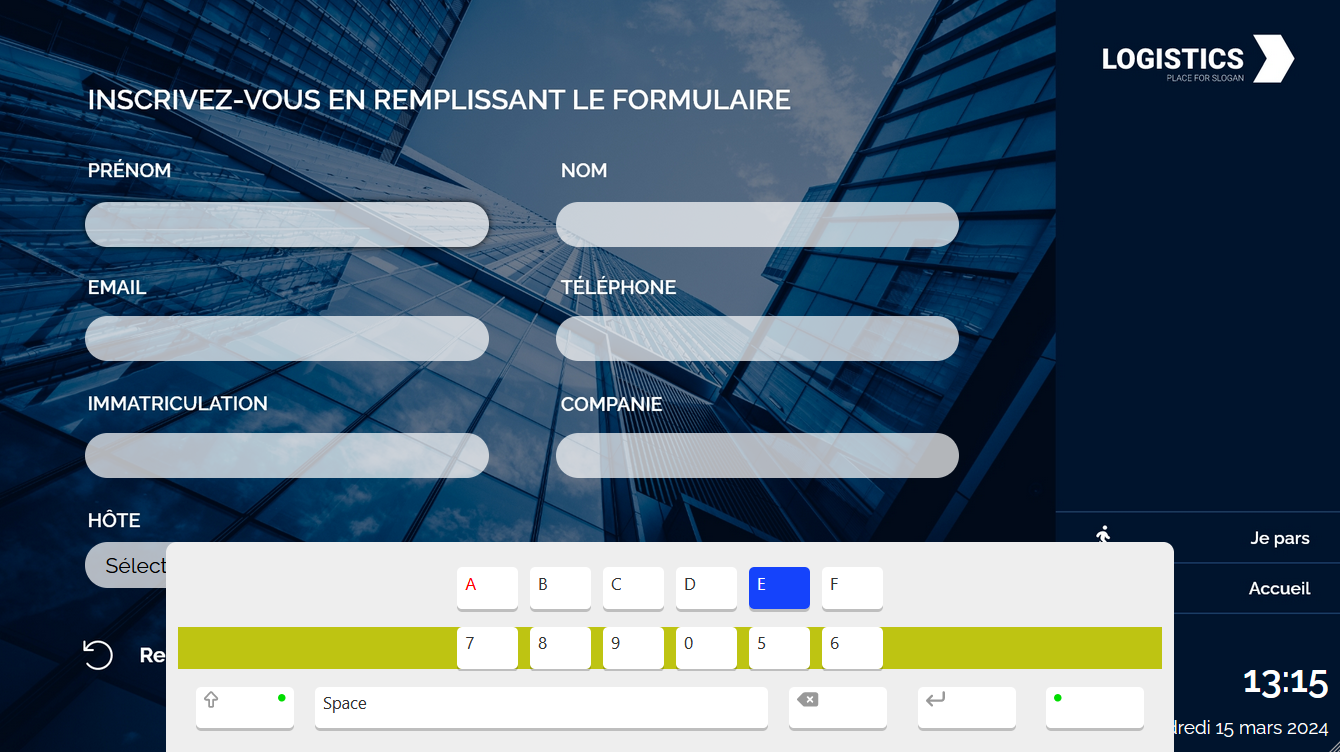 LOGISTICS
PLACE FOR SLOGAN
INSCRIVEZ-VOUS EN REMPLISSANT LE FORMULAIRE
PRÉNOM
NOM
EMAIL
TÉLÉPHONE
IMMATRICULATION
COMPANIE
HÔTE
Sélect
Je pars
Accueil
A B C D E F
7 8 9 0 5 6
Re
Space
13:15
dredi 15 mars 2024